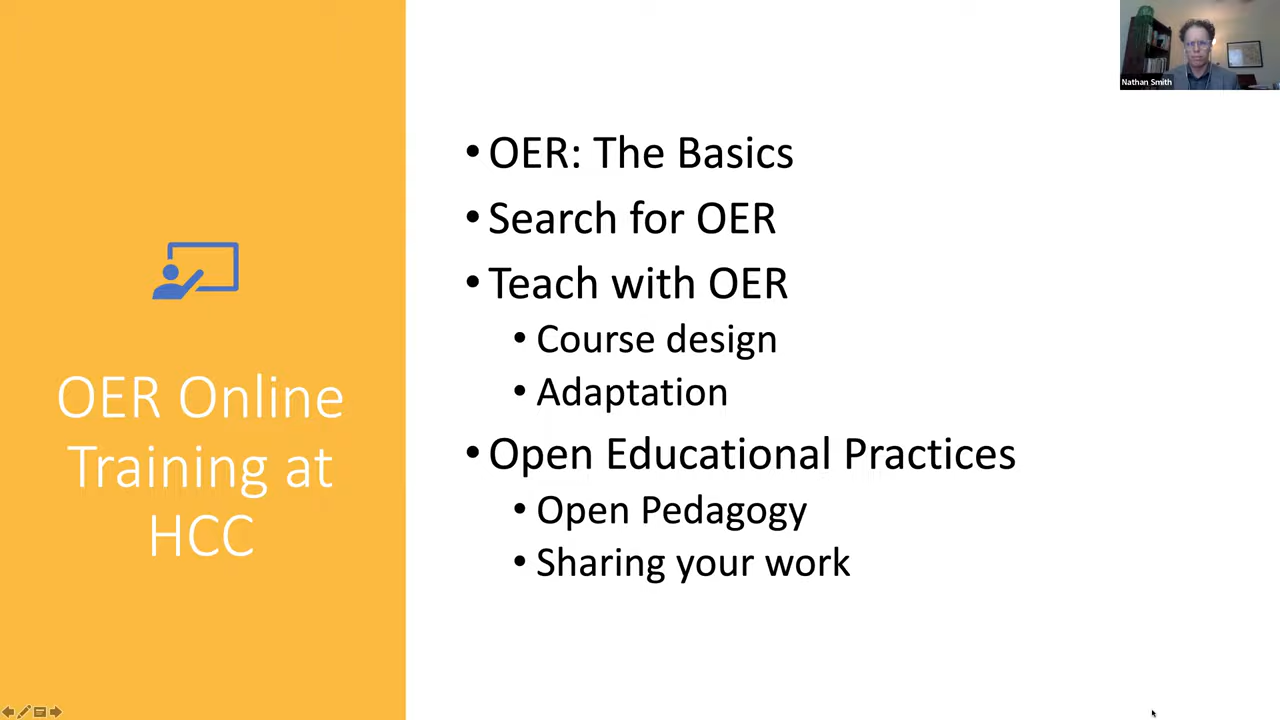 Nathan Smith
OER Online
Training at
HCC
• OER: The Basics
• Search for OER
• Teach with OER
• Course design
• Adaptation
• Open Educational Practices
• Open Pedagogy
• Sharing your work